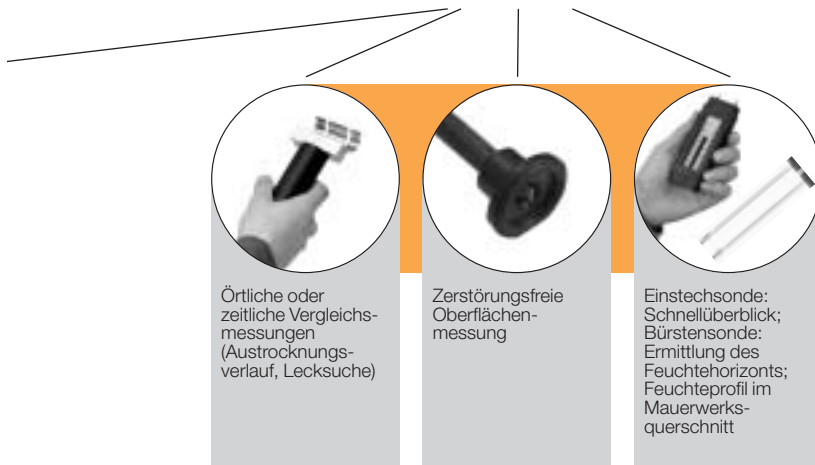 Örtliche oder
zeitliche Vergleichs-
messungen
(Austrocknungs-
verlauf, Lecksuche)
Zerstörungsfreie
Oberflächen-
messung
Einstechsonde:
Schnellüberblick;
Bürstensonde:
Ermittlung des
Feuchtehorizonts;
Feuchteprofil im
Mauerwerks-
querschnitt